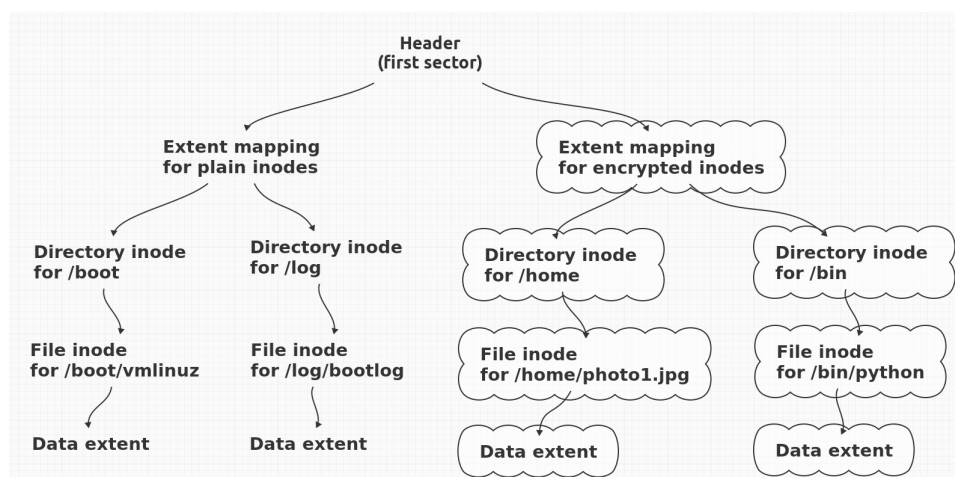 Header
(first sector)
Extent mapping
for plain inodes
Extent mapping
for encrypted inodes
Directory inode
for /boot
Directory inode
for /log
Directory inode
for /home
Directory inode
for /bin
File inode
for /boot/vmlinuz
File inode
for /log/bootlog
File inode
for /home/photo1.jpg
File inode
for /bin/python
Data extent
Data extent
Data extent
Data extent